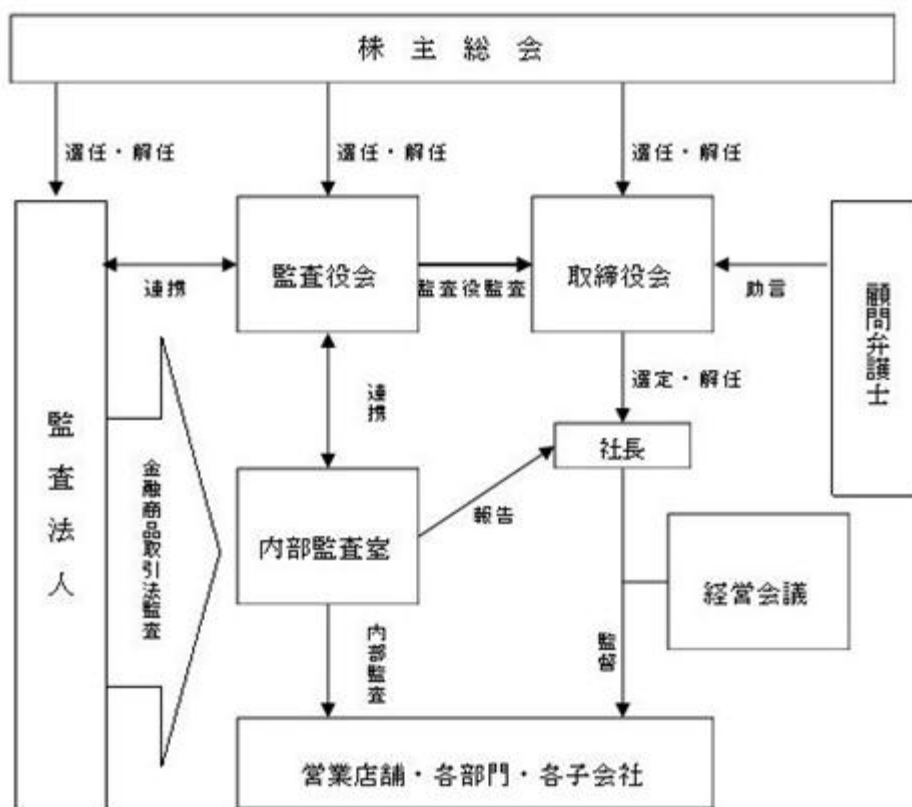 株主総会
選任・解任
選任・解任
選任・解任
監査役会
取締役会
連携
監査役監査
助言
顧問弁護士
選定・解任
連携
社長
監査法人
金融商品取引法監査
内部監査室
報告
経営会議
内部監査
監督
営業店舗・各部門・各子会社